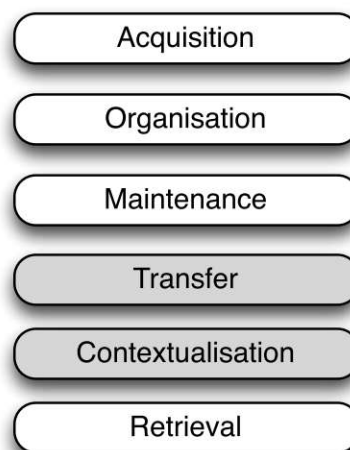 Acquisition
Organisation
Maintenance
Transfer
Contextualisation
Retrieval